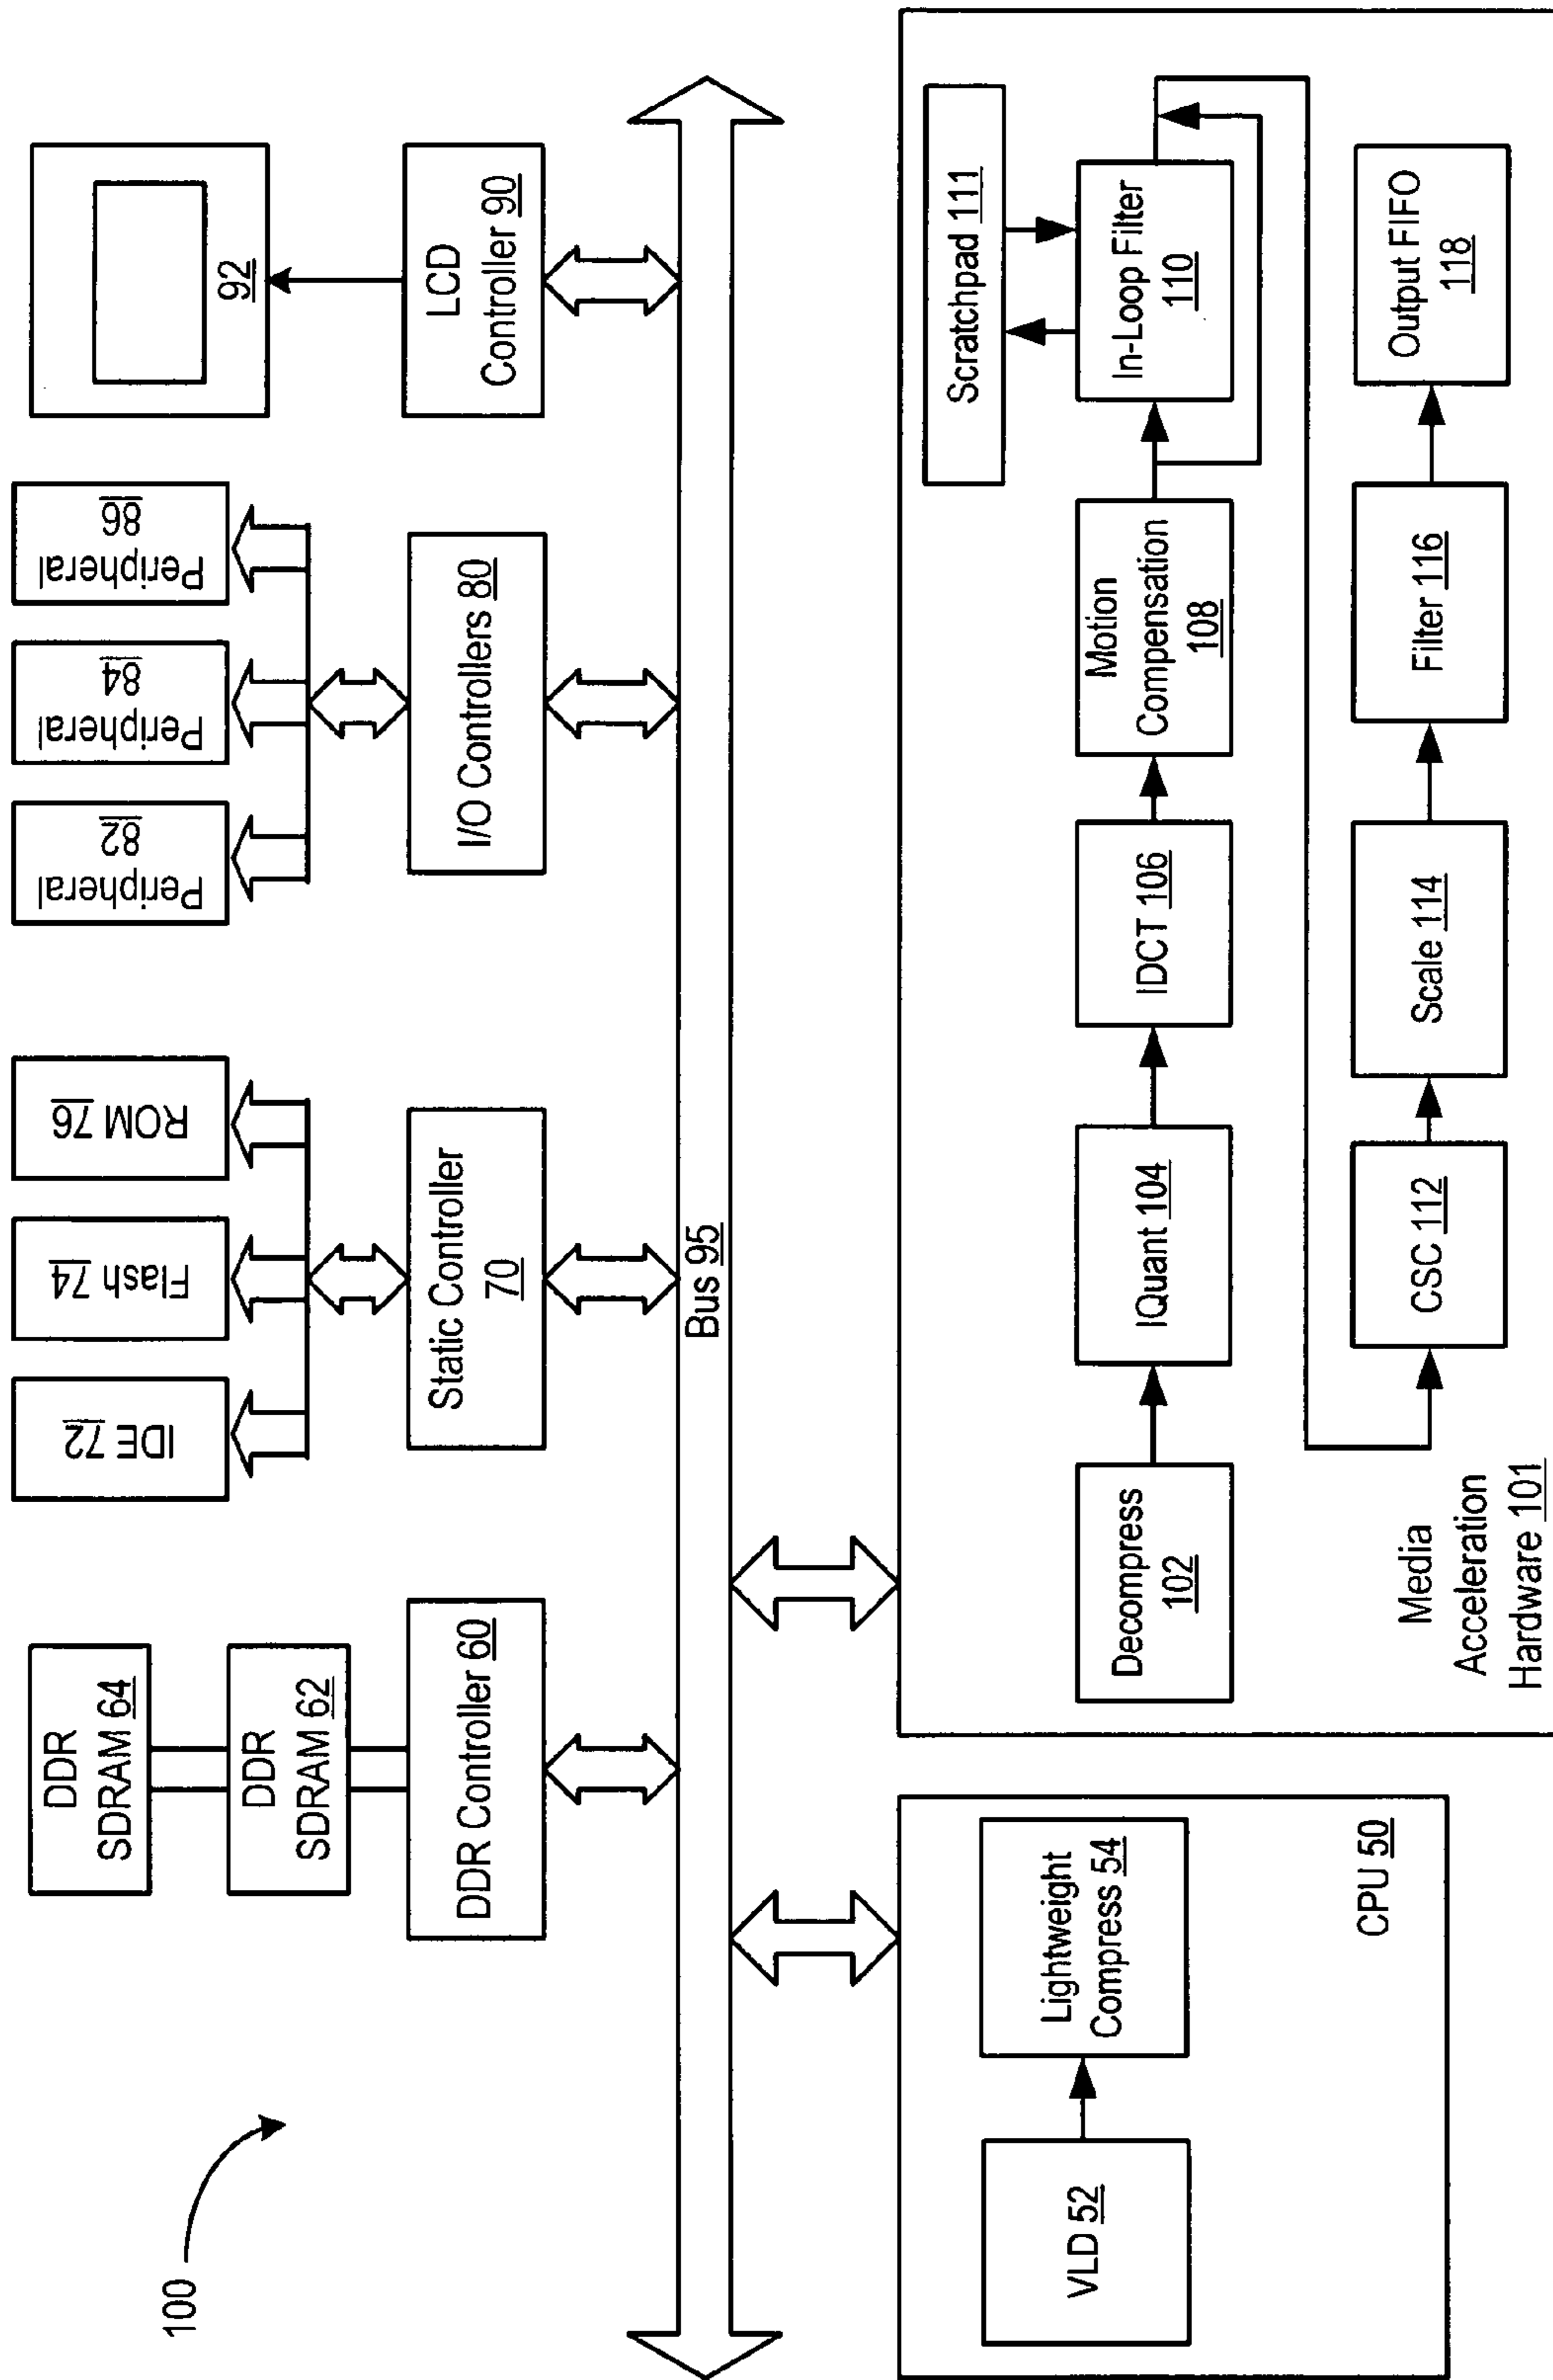 100
DDR
SDRAM 64
DDR
SDRAM 62
DDR Controller 60
IDE 72
Flash 74
ROM 76
Static Controller
70
Peripheral
82
Peripheral
84
Peripheral
86
I/O Controllers 80
92
LCD
Controller 90
Bus 95
VLD 52
Lightweight
Compress 54
CPU 50
Decompress
102
IQuant 104
IDCT 106
Motion
Compensation
108
Scratchpad 111
In-Loop Filter
110
CSC 112
Scale 114
Filter 116
Output FIFO
118
Media
Acceleration
Hardware 101